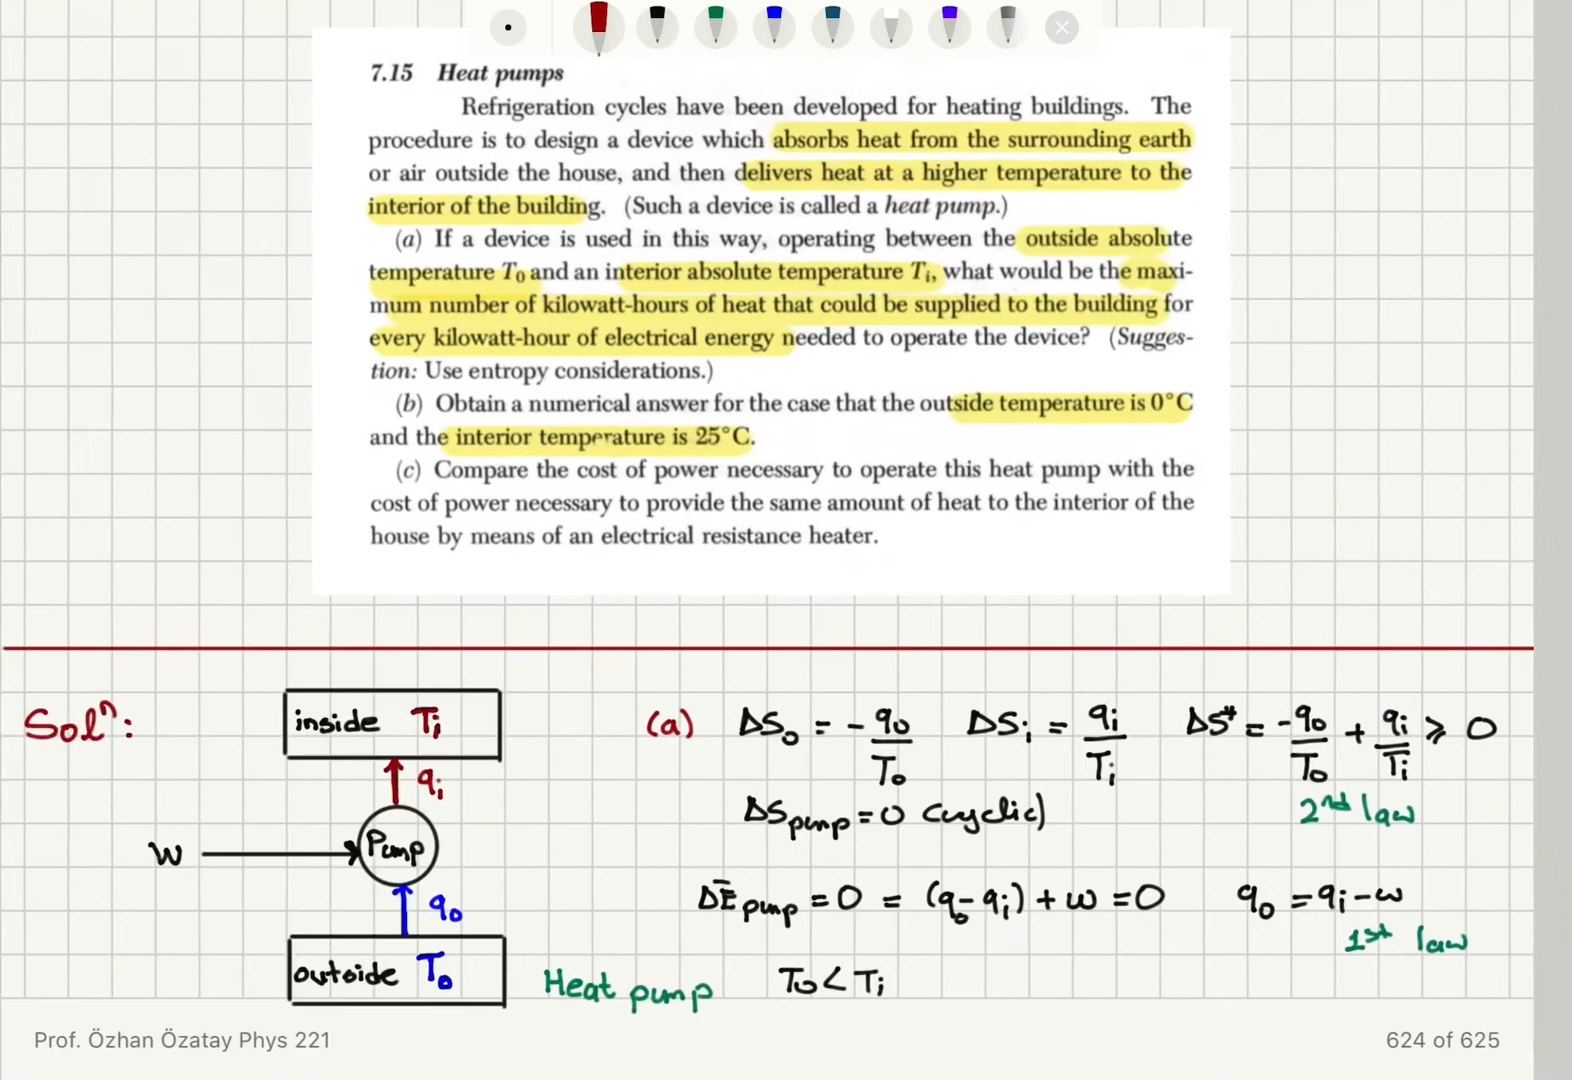 7.15 Heat pumps
Refrigeration cycles have been developed for heating buildings. The
procedure is to design a device which absorbs heat from the surrounding earth
or air outside the house, and then delivers heat at a higher temperature to the
interior of the building. (Such a device is called a heat pump.)
(a) If a device is used in this way, operating between the outside absolute
temperature T₀ and an interior absolute temperature Tᵢ, what would be the maxi-
mum number of kilowatt-hours of heat that could be supplied to the building for
every kilowatt-hour of electrical energy needed to operate the device? (Sugges-
tion: Use entropy considerations.)
(b) Obtain a numerical answer for the case that the outside temperature is 0°C
and the interior temperature is 25°C.
(c) Compare the cost of power necessary to operate this heat pump with the
cost of power necessary to provide the same amount of heat to the interior of the
house by means of an electrical resistance heater.
Solⁿ:
inside Tᵢ
qᵢ
w
Pump
q₀
outside T₀
Heat pump
(a) ΔS₀ = - q₀/T₀ ΔSᵢ = qᵢ/Tᵢ ΔS* = -q₀/T₀ + qᵢ/Tᵢ ⩾ 0
2nd law
ΔSpump = 0 (cyclic)
ΔE̅pump = 0 = (q₀-qᵢ) + w = 0 q₀ = qᵢ-w
1st law
T₀ < Tᵢ
Prof. Özhan Özatay Phys 221
624 of 625